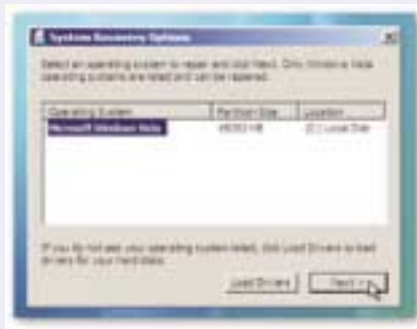 System Recovery Options
Select an operating system to repair and click Next. Only Windows Vista
operating systems are listed and can be repaired.
Operating System Partition Size Location
Microsoft Windows Vista MB (C:) Local Disk
If you do not see your operating system listed, click Load Drivers to load
drivers for your hard disks.
Load Drivers Next >